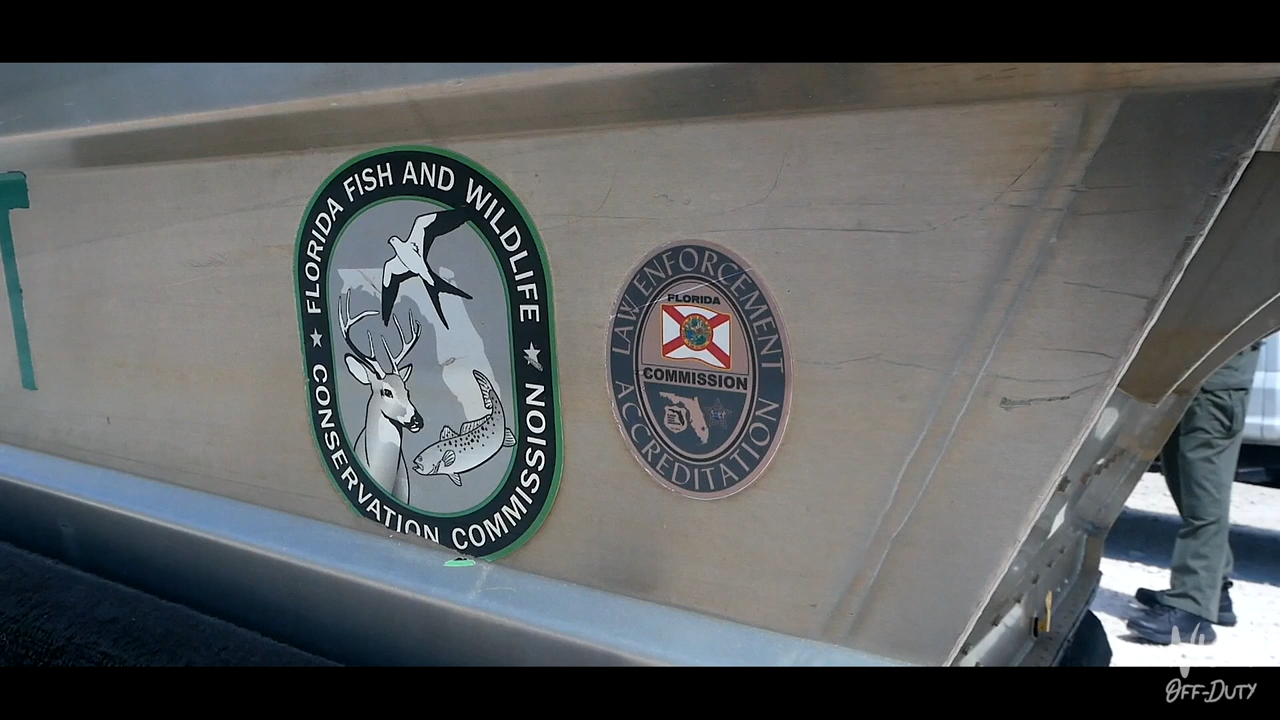 T
FLORIDA FISH AND WILDLIFE
CONSERVATION COMMISSION
LAW ENFORCEMENT
FLORIDA
COMMISSION
ACCREDITATION
OFF-DUTY